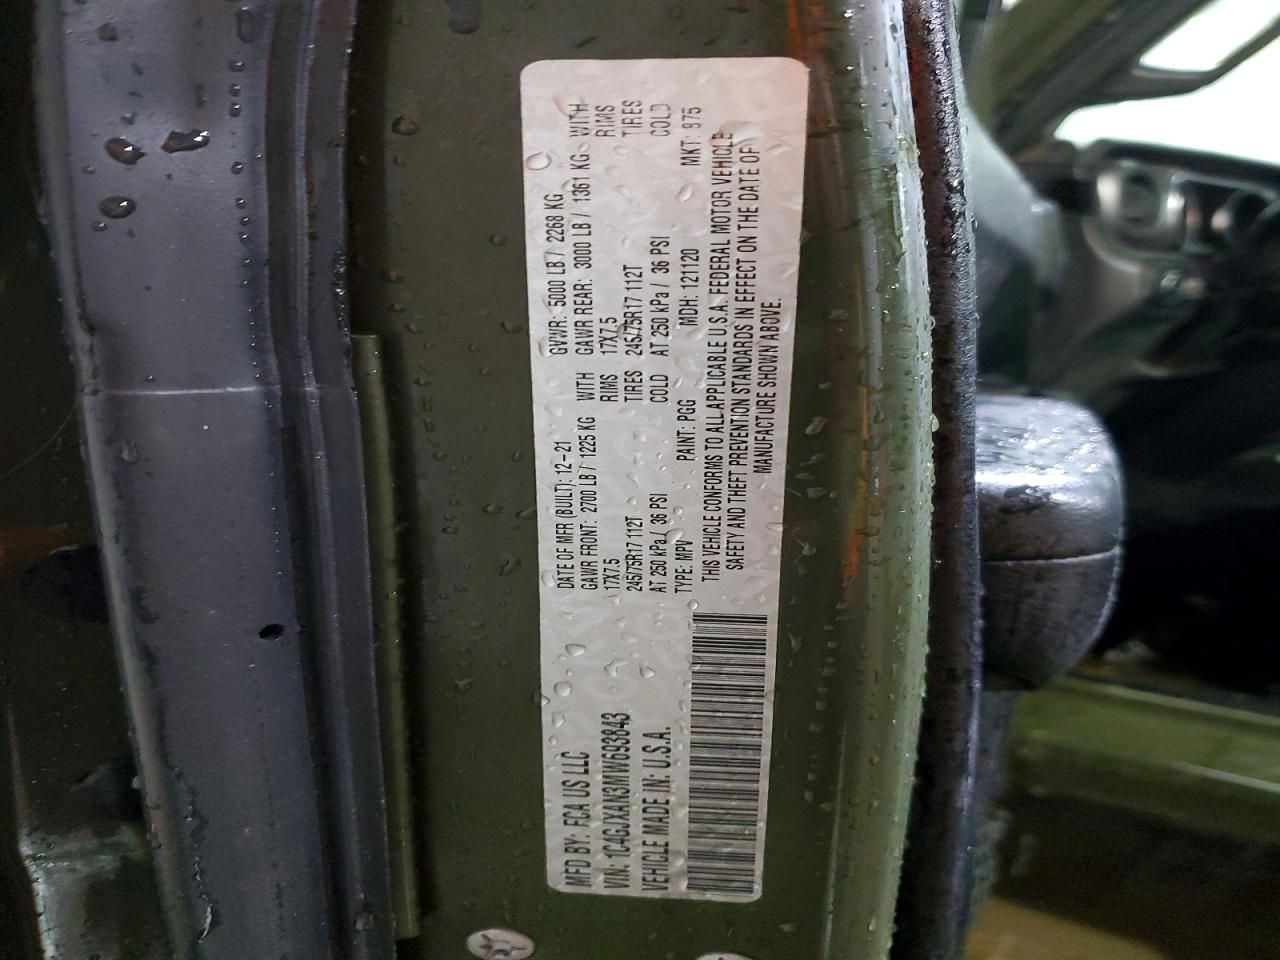 MFD BY: FCA US LLC
VIN: 1C4GJXAN3MW693843
VEHICLE MADE IN: U.S.A.
DATE OF MFR (BUILT): 12-21
GVWR: 5000 LB / 2268 KG
GAWR FRONT: 2700 LB / 1225 KG WITH
GAWR REAR: 3000 LB / 1361 KG WITH
17X7.5 RIMS
17X7.5 RIMS
245/75R17 112T TIRES
245/75R17 112T TIRES
AT 250 kPa / 36 PSI COLD
AT 250 kPa / 36 PSI COLD
TYPE: MPV PAINT: PGG MDH: 121120 MKT: 875
THIS VEHICLE CONFORMS TO ALL APPLICABLE U.S.A. FEDERAL MOTOR VEHICLE
SAFETY AND THEFT PREVENTION STANDARDS IN EFFECT ON THE DATE OF
MANUFACTURE SHOWN ABOVE.